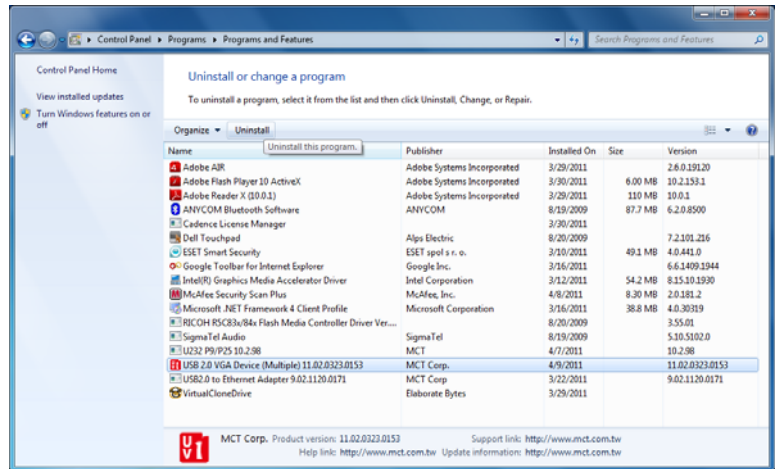 Control Panel ▸ Programs ▸ Programs and Features
Search Programs and Features
Control Panel Home
View installed updates
Turn Windows features on or off
Uninstall or change a program
To uninstall a program, select it from the list and then click Uninstall, Change, or Repair.
Organize Uninstall
Uninstall this program.
Name Publisher Installed On Size Version
Adobe AIR Adobe Systems Incorporated 3/29/2011 2.6.0.19120
Adobe Flash Player 10 ActiveX Adobe Systems Incorporated 3/30/2011 6.00 MB 10.2.153.1
Adobe Reader X (10.0.1) Adobe Systems Incorporated 3/29/2011 110 MB 10.0.1
ANYCOM Bluetooth Software ANYCOM 8/19/2009 87.7 MB 6.2.0.8500
Cadence License Manager 3/30/2011
Dell Touchpad Alps Electric 8/20/2009 7.2.101.216
ESET Smart Security ESET spol s r. o. 3/10/2011 49.1 MB 4.0.441.0
Google Toolbar for Internet Explorer Google Inc. 3/16/2011 6.6.1409.1944
Intel(R) Graphics Media Accelerator Driver Intel Corporation 3/12/2011 54.2 MB 8.15.10.1930
McAfee Security Scan Plus McAfee, Inc. 4/8/2011 8.30 MB 2.0.181.2
Microsoft .NET Framework 4 Client Profile Microsoft Corporation 3/16/2011 38.8 MB 4.0.30319
RICOH R5C83x/84x Flash Media Controller Driver Ver.... 8/20/2009 3.55.01
SigmaTel Audio SigmaTel 8/19/2009 5.10.5102.0
U232 P9/P25 10.2.98 MCT 4/7/2011 10.2.98
USB 2.0 VGA Device (Multiple) 11.02.0323.0153 MCT Corp. 4/9/2011 11.02.0323.0153
USB2.0 to Ethernet Adapter 9.02.1120.0171 MCT Corp 3/22/2011 9.02.1120.0171
VirtualCloneDrive Elaborate Bytes 3/29/2011
MCT Corp. Product version: 11.02.0323.0153 Support link: http://www.mct.com.tw
Help link: http://www.mct.com.tw Update information: http://www.mct.com.tw